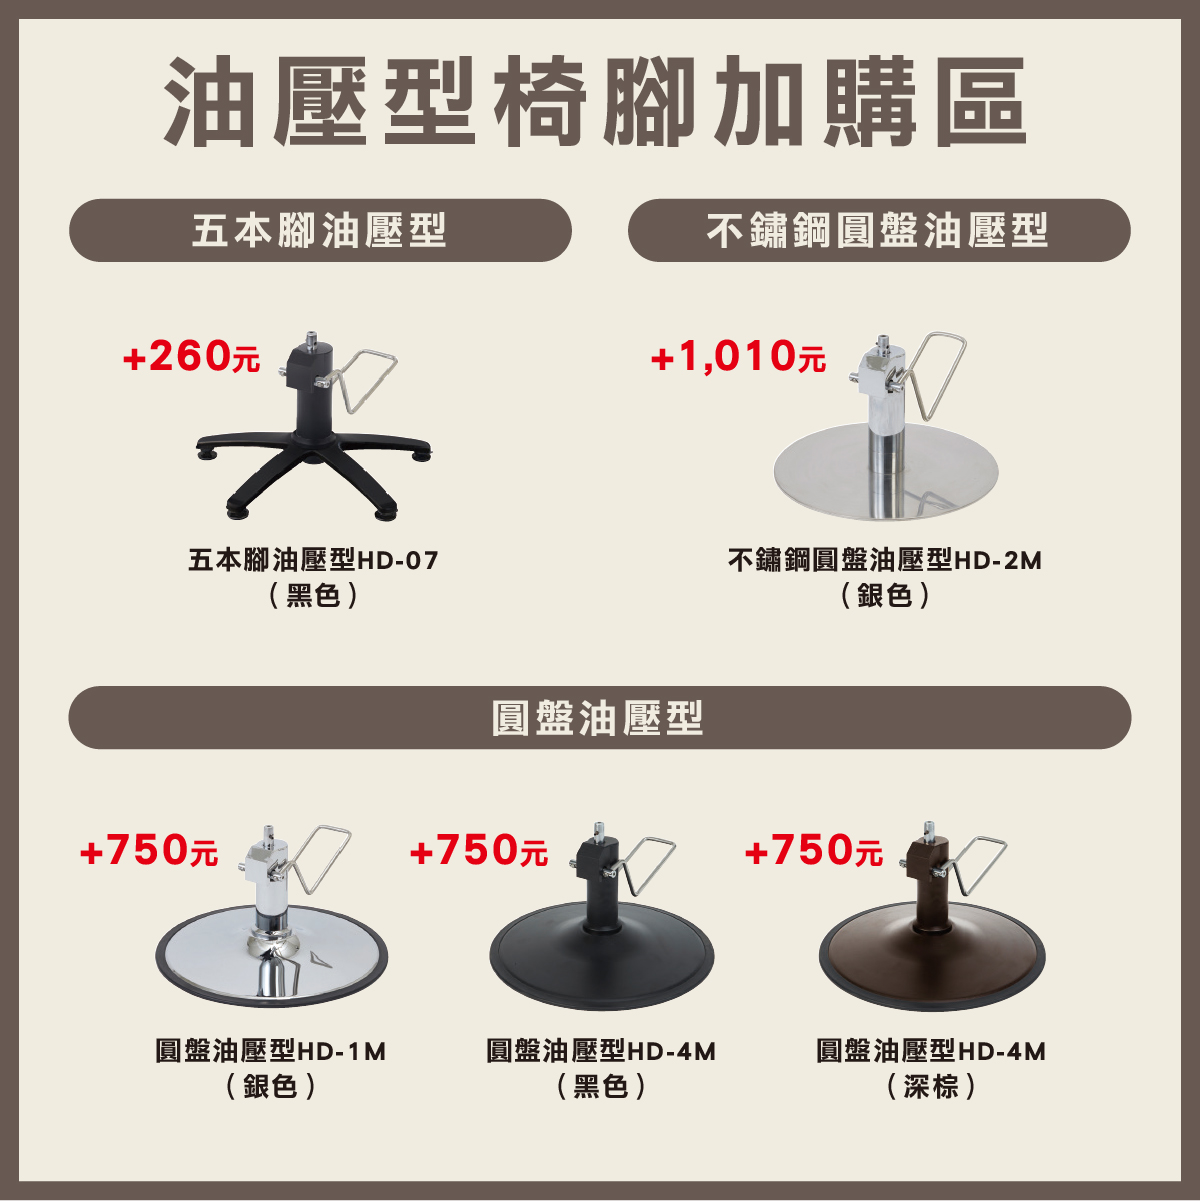 油壓型椅腳加購區
五本腳油壓型
不鏽鋼圓盤油壓型
+260元
+1,010元
五本腳油壓型HD-07
（黑色）
不鏽鋼圓盤油壓型HD-2M
（銀色）
圓盤油壓型
+750元
+750元
+750元
圓盤油壓型HD-1M
（銀色）
圓盤油壓型HD-4M
（黑色）
圓盤油壓型HD-4M
（深棕）